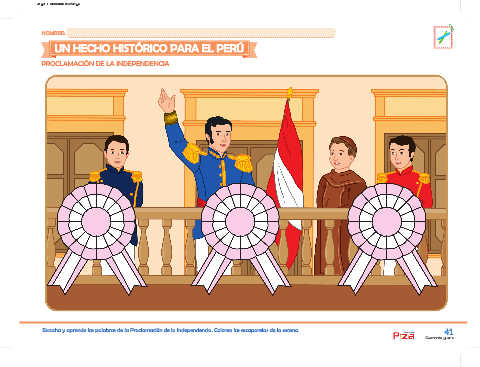 NOMBRE:
UN HECHO HISTÓRICO PARA EL PERÚ
PROCLAMACIÓN DE LA INDEPENDENCIA
Escucha y aprende las palabras de la Proclamación de la Independencia. Colorea las escarapelas de la escena.
41